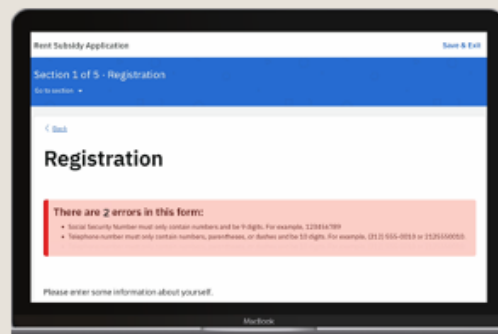 Rent Subsidy Application
Save & Exit
Section 1 of 5 - Registration
Go to section
Back
Registration
There are 2 errors in this form:
Social Security Number must only contain numbers and be 9 digits. For example, 123456789
Telephone number must only contain numbers, parentheses, or dashes and be 10 digits. For example, (212) 555-0013 or 2125550013.
Please enter some information about yourself.
MacBook